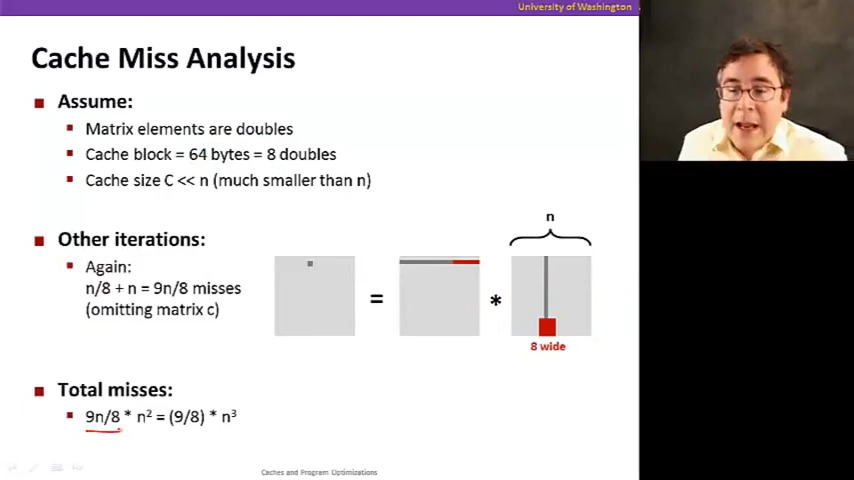 University of Washington
Cache Miss Analysis
Assume:
Matrix elements are doubles
Cache block = 64 bytes = 8 doubles
Cache size C << n (much smaller than n)
Other iterations:
Again:
n/8 + n = 9n/8 misses
(omitting matrix c)
n
=
*
8 wide
Total misses:
9n/8 * n² = (9/8) * n³
Caches and Program Optimizations